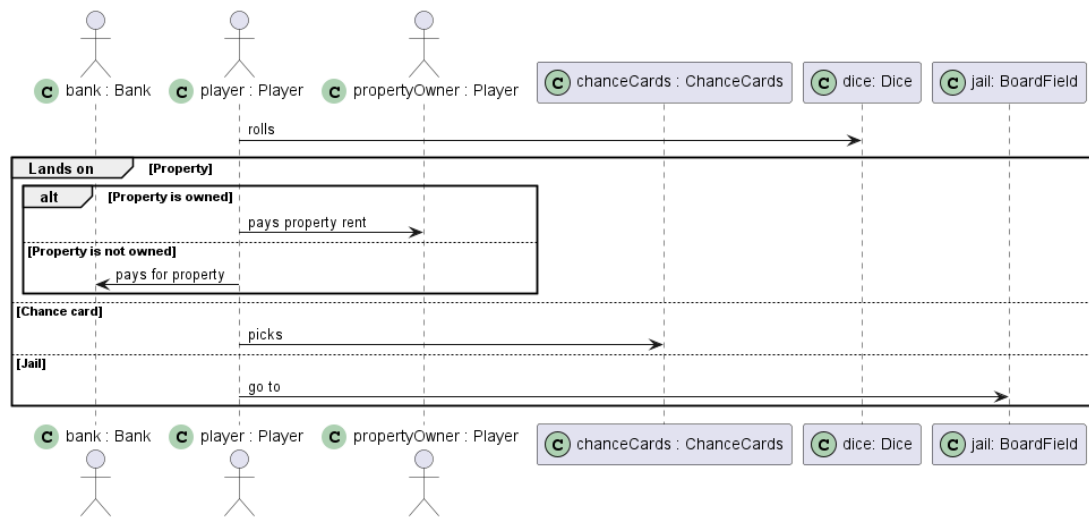 C bank : Bank C player : Player C propertyOwner : Player C chanceCards : ChanceCards C dice: Dice C jail: BoardField
rolls
Lands on [Property]
alt [Property is owned]
pays property rent
[Property is not owned]
pays for property
[Chance card]
picks
[Jail]
go to
C bank : Bank C player : Player C propertyOwner : Player C chanceCards : ChanceCards C dice: Dice C jail: BoardField